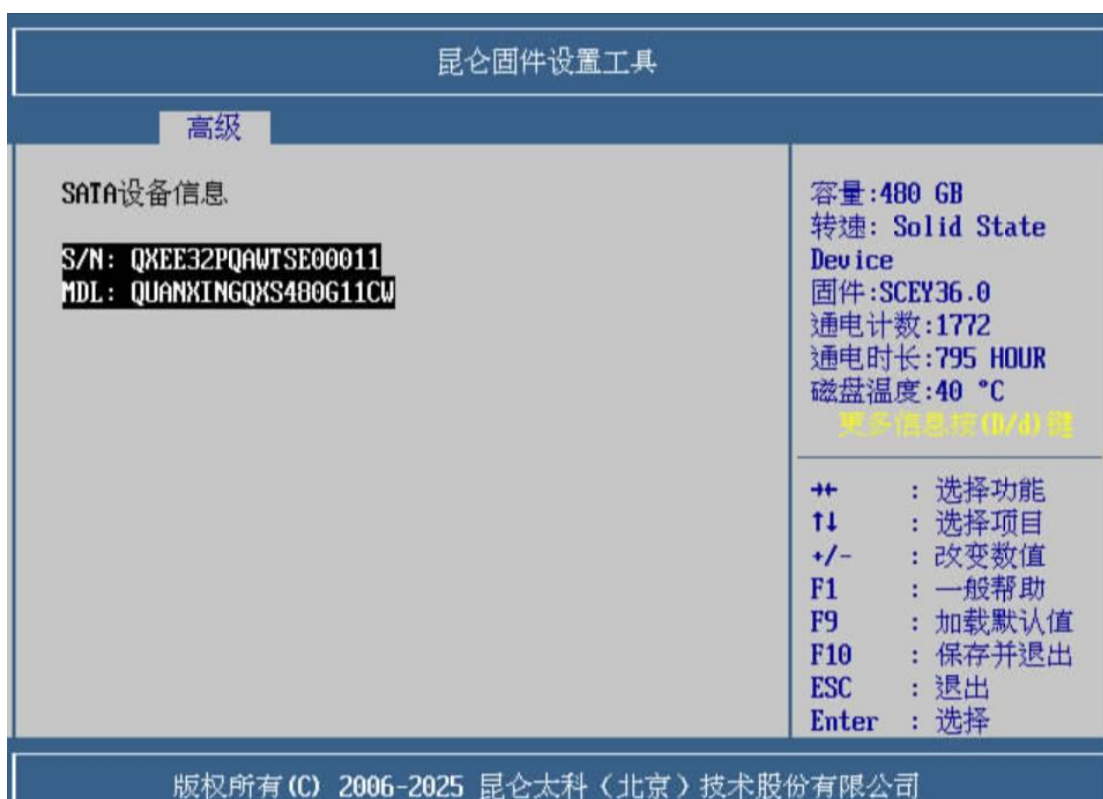 昆仑固件设置工具
高级
SATA设备信息
S/N: QXEE32PQAWTSE00011
MDL: QUANXINGQXS480G11CW
容量:480 GB
转速: Solid State
Device
固件:SCEY36.0
通电计数:1772
通电时长:795 HOUR
磁盘温度:40 °C
更多信息按(D/d)键
→← : 选择功能
↑↓ : 选择项目
+/- : 改变数值
F1 : 一般帮助
F9 : 加载默认值
F10 : 保存并退出
ESC : 退出
Enter : 选择
版权所有(C) 2006-2025 昆仑太科（北京）技术股份有限公司